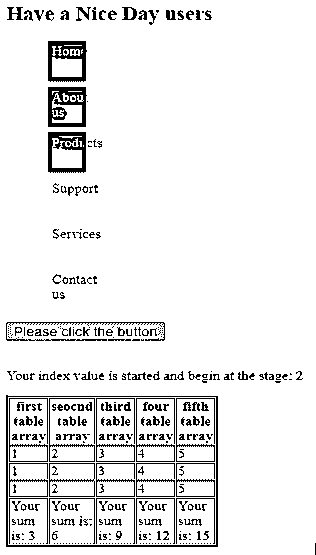 Have a Nice Day users
Home
About
us
Products
Support
Services
Contact
us
Please click the button
Your index value is started and begin at the stage: 2
first seocnd third four fifth
table table table table table
array array array array array
1 2 3 4 5
1 2 3 4 5
1 2 3 4 5
Your Your Your Your Your
sum sum is: sum sum sum
is: 3 6 is: 9 is: 12 is: 15